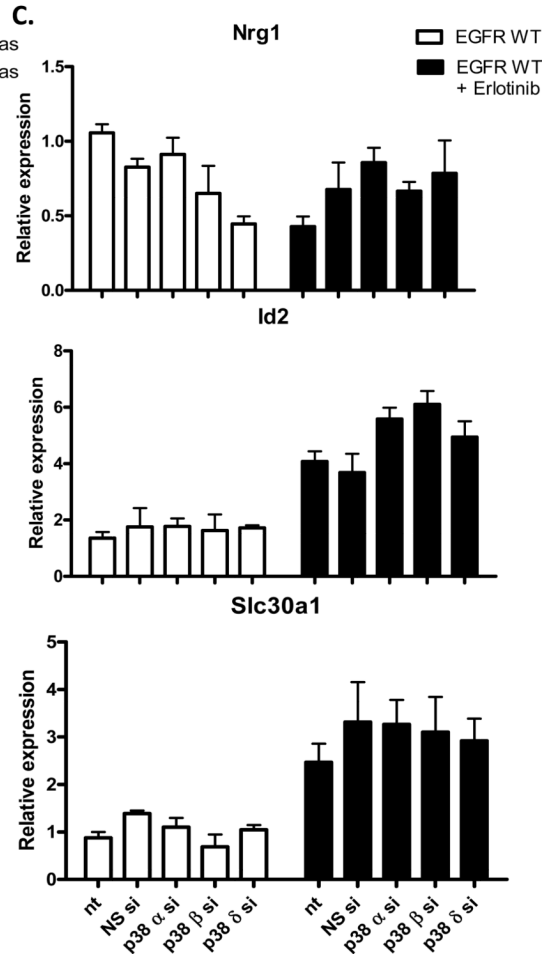 C.
as
as
Nrg1
EGFR WT
EGFR WT
+ Erlotinib
Relative expression
1.5
1.0
0.5
0.0
Id2
Relative expression
8
6
4
2
0
Slc30a1
Relative expression
5
4
3
2
1
0
nt
NS si
p38 α si
p38 β si
p38 δ si
nt
NS si
p38 α si
p38 β si
p38 δ si